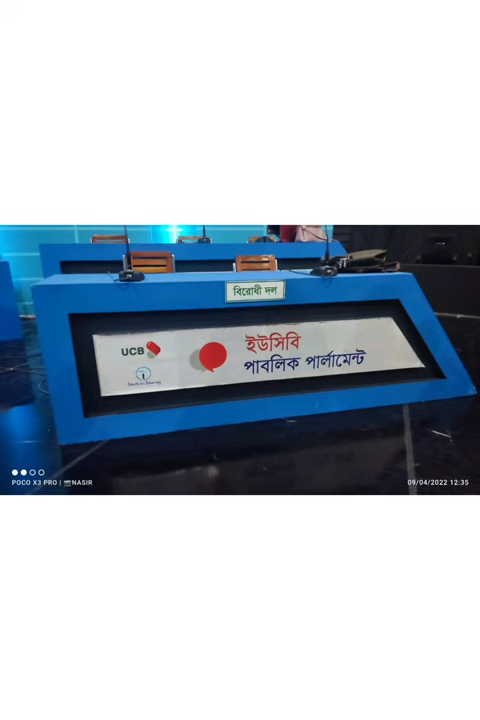 বিরোধী দল
UCB
ইউসিবি
পাবলিক পার্লামেন্ট
POCO X3 PRO | NASIR
09/04/2022 12:35